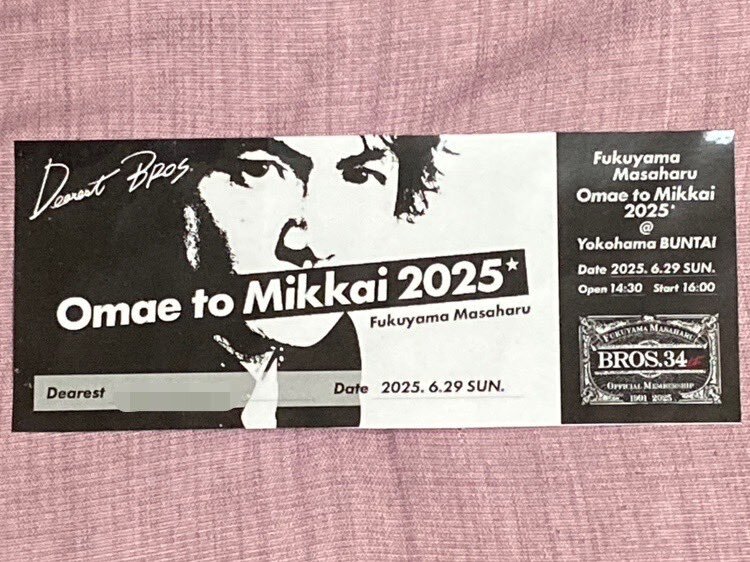 Dearest BROS.
Omae to Mikkai 2025*
Fukuyama Masaharu
Dearest
Date 2025. 6.29 SUN.
Fukuyama
Masaharu
Omae to Mikkai
2025*
@
Yokohama BUNTAI
Date 2025. 6.29 SUN.
Open 14:30 Start 16:00
FUKUYAMA MASAHARU
BROS.34
OFFICIAL MEMBERSHIP
1991 2025